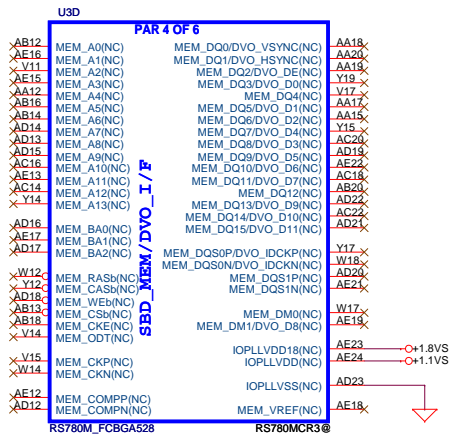 U3D
PAR 4 OF 6
AB12 MEM_A0(NC) MEM_DQ0/DVO_VSYNC(NC) AA18
AE16 MEM_A1(NC) MEM_DQ1/DVO_HSYNC(NC) AA20
V11 MEM_A2(NC) MEM_DQ2/DVO_DE(NC) AA19
AE15 MEM_A3(NC) MEM_DQ3/DVO_D0(NC) Y19
AA12 MEM_A4(NC) MEM_DQ4(NC) V17
AB16 MEM_A5(NC) MEM_DQ5/DVO_D1(NC) AA17
AB14 MEM_A6(NC) MEM_DQ6/DVO_D2(NC) AA15
AD14 MEM_A7(NC) MEM_DQ7/DVO_D4(NC) Y15
AD13 MEM_A8(NC) MEM_DQ8/DVO_D3(NC) AC20
AD15 MEM_A9(NC) MEM_DQ9/DVO_D5(NC) AD19
AC16 MEM_A10(NC) MEM_DQ10/DVO_D6(NC) AE22
AE13 MEM_A11(NC) MEM_DQ11/DVO_D7(NC) AC18
AC14 MEM_A12(NC) MEM_DQ12(NC) AB20
Y14 MEM_A13(NC) MEM_DQ13/DVO_D9(NC) AD22
MEM_DQ14/DVO_D10(NC) AC22
AD16 MEM_BA0(NC) MEM_DQ15/DVO_D11(NC) AD21
AE17 MEM_BA1(NC)
AD17 MEM_BA2(NC) MEM_DQS0P/DVO_IDCKP(NC) Y17
MEM_DQS0N/DVO_IDCKN(NC) W18
W12 MEM_RASb(NC) MEM_DQS1P(NC) AD20
Y12 MEM_CASb(NC) MEM_DQS1N(NC) AE21
AD18 MEM_WEb(NC)
AB13 MEM_CSb(NC) MEM_DM0(NC) W17
AB18 MEM_CKE(NC) MEM_DM1/DVO_D8(NC) AE19
V14 MEM_ODT(NC)
IOPLLVDD18(NC) AE23 +1.8VS
V15 MEM_CKP(NC) IOPLLVDD(NC) AE24 +1.1VS
W14 MEM_CKN(NC)
IOPLLVSS(NC) AD23
AE12 MEM_COMPP(NC)
AD12 MEM_COMPN(NC) MEM_VREF(NC) AE18
SBD_MEM/DVO_I/F
RS780M_FCBGA528 RS780MCR3@